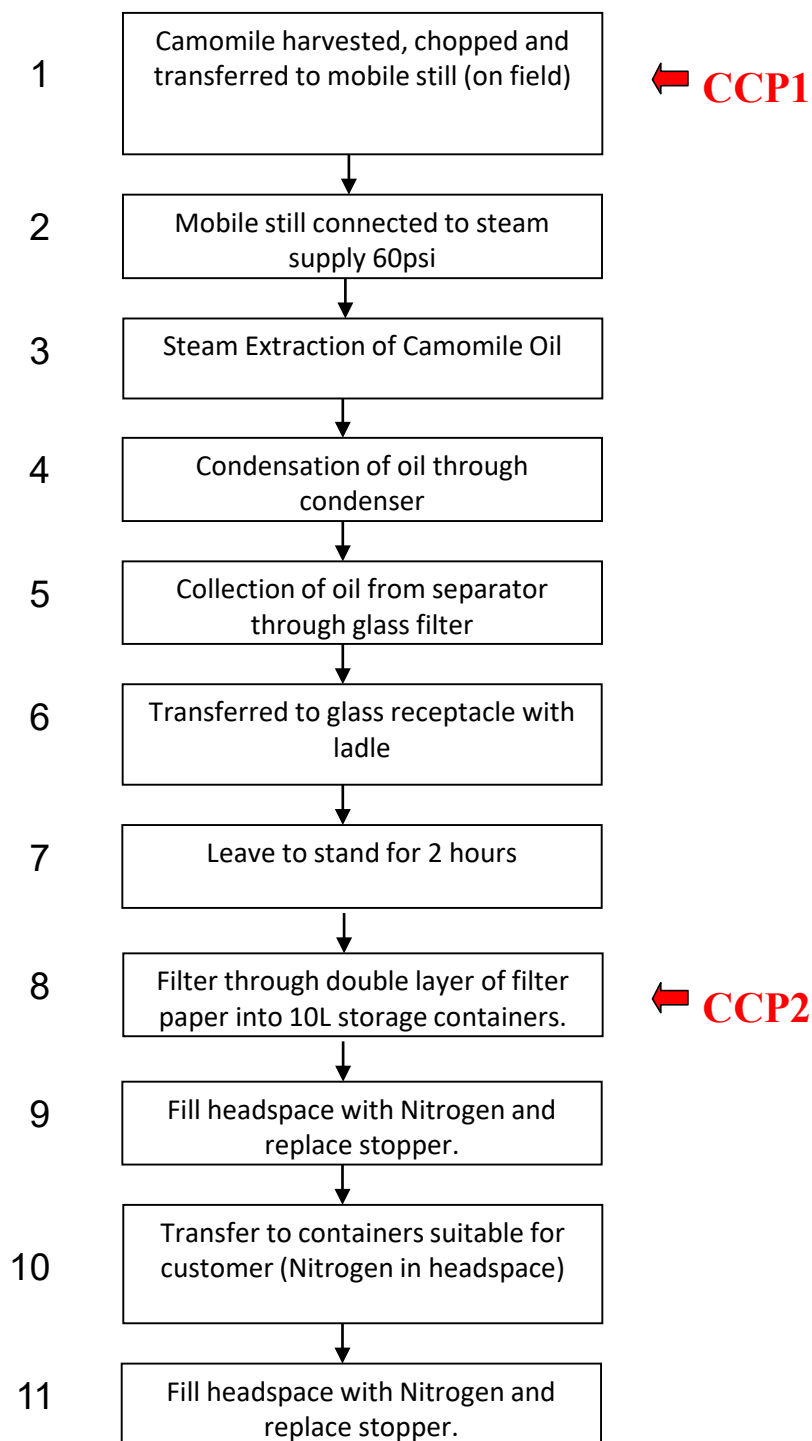 1
Camomile harvested, chopped and
transferred to mobile still (on field)
CCP1
2
Mobile still connected to steam
supply 60psi
3
Steam Extraction of Camomile Oil
4
Condensation of oil through
condenser
5
Collection of oil from separator
through glass filter
6
Transferred to glass receptacle with
ladle
7
Leave to stand for 2 hours
8
Filter through double layer of filter
paper into 10L storage containers.
CCP2
9
Fill headspace with Nitrogen and
replace stopper.
10
Transfer to containers suitable for
customer (Nitrogen in headspace)
11
Fill headspace with Nitrogen and
replace stopper.